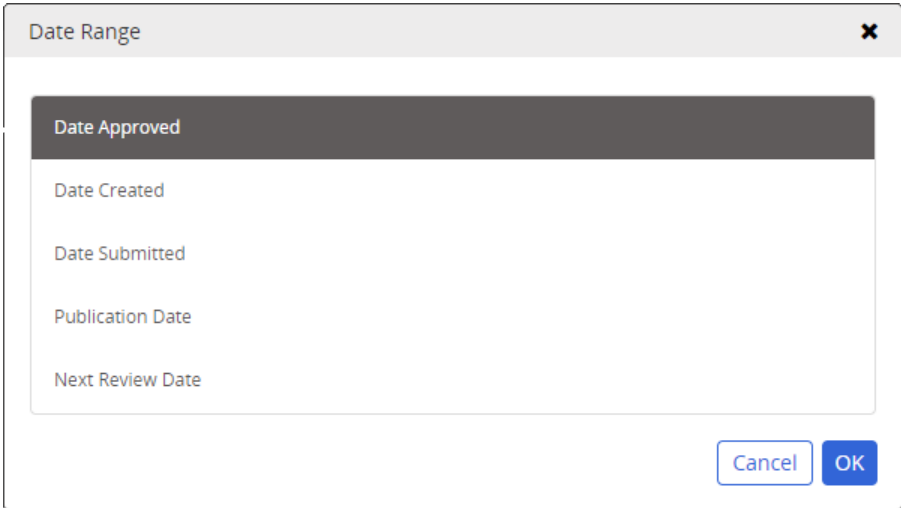 Date Range
Date Approved
Date Created
Date Submitted
Publication Date
Next Review Date
Cancel OK